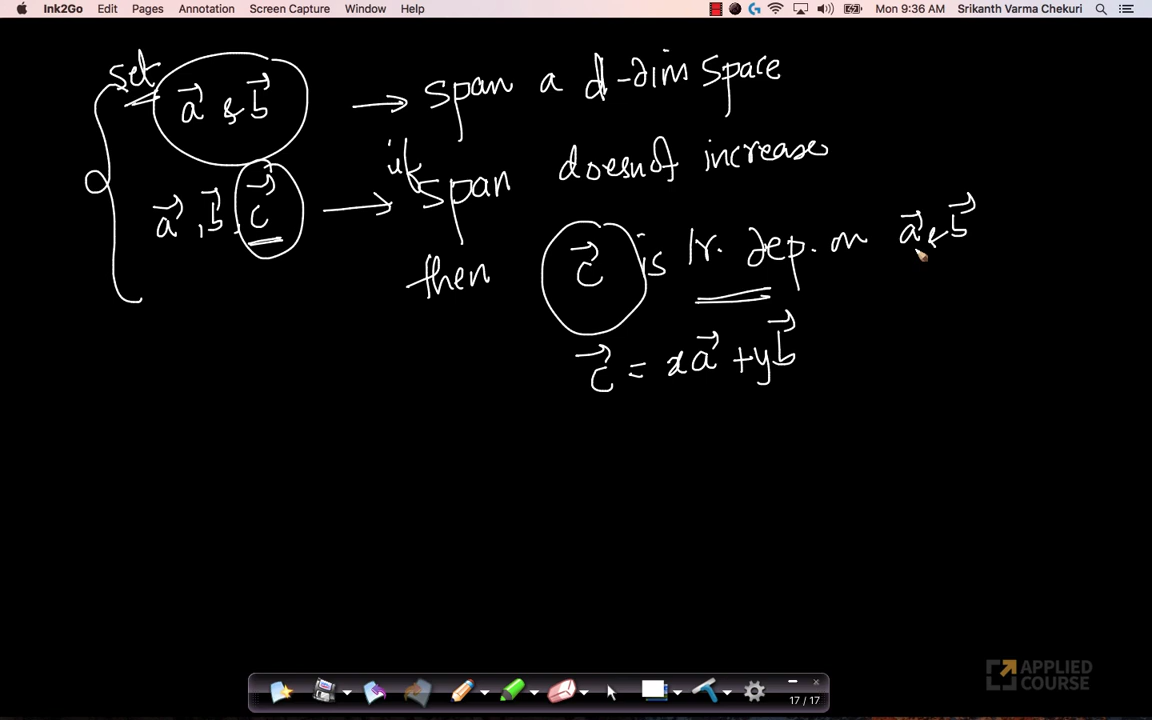 Ink2Go Edit Pages Annotation Screen Capture Window Help Mon 9:36 AM Srikanth Varma Chekuri
set a⃗ & b⃗ → span a d-dim space
a⃗, b⃗, c⃗ → if span doesnot increase
then c⃗ is lr. dep. on a⃗ & b⃗
c⃗ = xa⃗ + yb⃗
APPLIED
COURSE
17 / 17